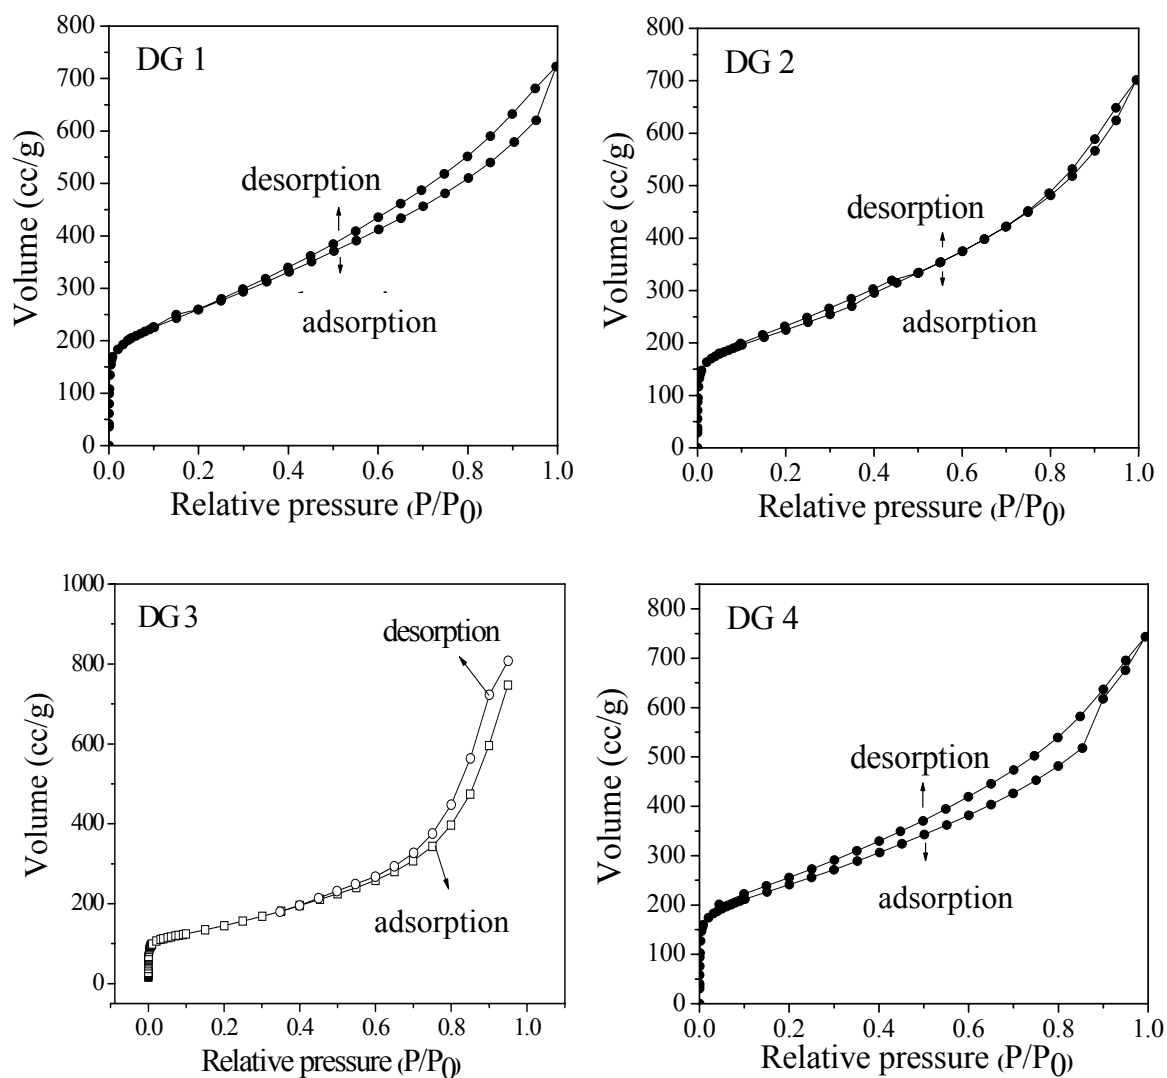 800
700
600
500
400
300
200
100
0
Volume (cc/g)
DG 1
desorption
adsorption
0.0 0.2 0.4 0.6 0.8 1.0
Relative pressure (P/P0)
800
700
600
500
400
300
200
100
0
Volume (cc/g)
DG 2
desorption
adsorption
0.0 0.2 0.4 0.6 0.8 1.0
Relative pressure (P/P0)
1000
800
600
400
200
0
Volume (cc/g)
DG 3
desorption
adsorption
0.0 0.2 0.4 0.6 0.8 1.0
Relative pressure (P/P0)
800
700
600
500
400
300
200
100
0
Volume (cc/g)
DG 4
desorption
adsorption
0.0 0.2 0.4 0.6 0.8 1.0
Relative pressure (P/P0)